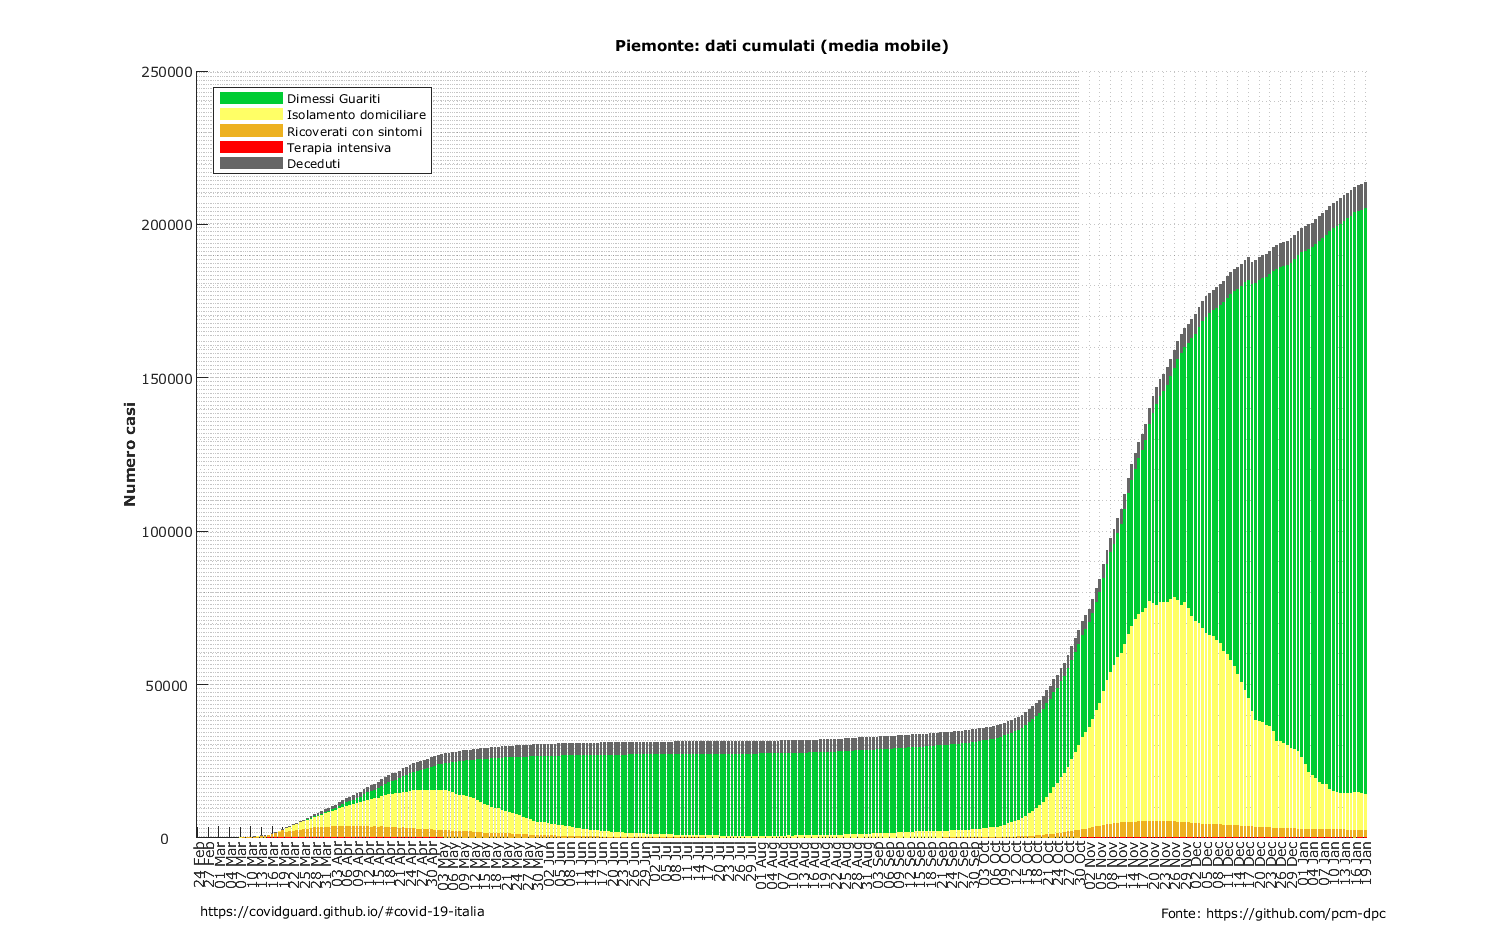 Piemonte: dati cumulati (media mobile)
Numero casi
250000
200000
150000
100000
50000
0
Dimessi Guariti
Isolamento domiciliare
Ricoverati con sintomi
Terapia intensiva
Deceduti
24 Feb
27 Feb
01 Mar
04 Mar
07 Mar
10 Mar
13 Mar
16 Mar
19 Mar
22 Mar
25 Mar
28 Mar
31 Mar
03 Apr
06 Apr
09 Apr
12 Apr
15 Apr
18 Apr
21 Apr
24 Apr
27 Apr
30 Apr
03 May
06 May
09 May
12 May
15 May
18 May
21 May
24 May
27 May
30 May
02 Jun
05 Jun
08 Jun
11 Jun
14 Jun
17 Jun
20 Jun
23 Jun
26 Jun
29 Jun
02 Jul
05 Jul
08 Jul
11 Jul
14 Jul
17 Jul
20 Jul
23 Jul
26 Jul
29 Jul
01 Aug
04 Aug
07 Aug
10 Aug
13 Aug
16 Aug
19 Aug
22 Aug
25 Aug
28 Aug
31 Aug
03 Sep
06 Sep
09 Sep
12 Sep
15 Sep
18 Sep
21 Sep
24 Sep
27 Sep
30 Sep
03 Oct
06 Oct
09 Oct
12 Oct
15 Oct
18 Oct
21 Oct
24 Oct
27 Oct
30 Oct
02 Nov
05 Nov
08 Nov
11 Nov
14 Nov
17 Nov
20 Nov
23 Nov
26 Nov
29 Nov
02 Dec
05 Dec
08 Dec
11 Dec
14 Dec
17 Dec
20 Dec
23 Dec
26 Dec
29 Dec
01 Jan
04 Jan
07 Jan
10 Jan
13 Jan
16 Jan
19 Jan
https://covidguard.github.io/#covid-19-italia
Fonte: https://github.com/pcm-dpc